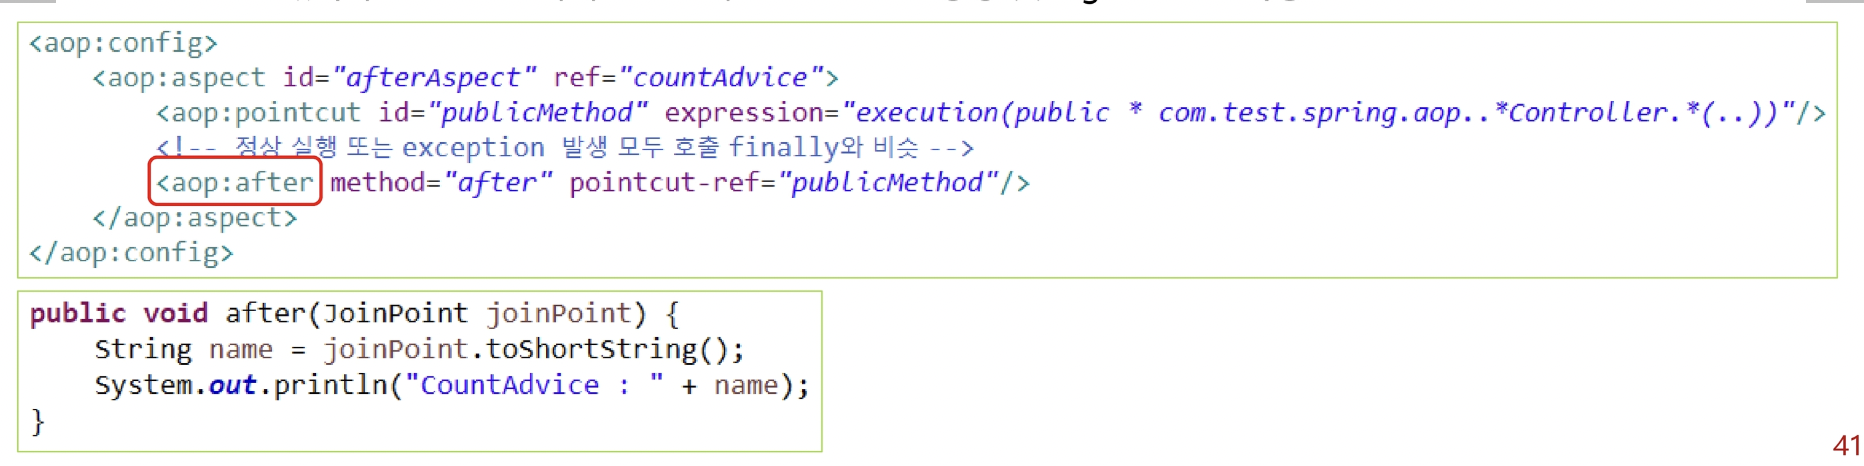 <aop:config>
<aop:aspect id="afterAspect" ref="countAdvice">
<aop:pointcut id="publicMethod" expression="execution(public * com.test.spring.aop..*Controller.*(..))"/>
<!-- 정상 실행 또는 exception 발생 모두 호출 finally와 비슷 -->
<aop:after method="after" pointcut-ref="publicMethod"/>
</aop:aspect>
</aop:config>
public void after(JoinPoint joinPoint) {
String name = joinPoint.toShortString();
System.out.println("CountAdvice : " + name);
}
41